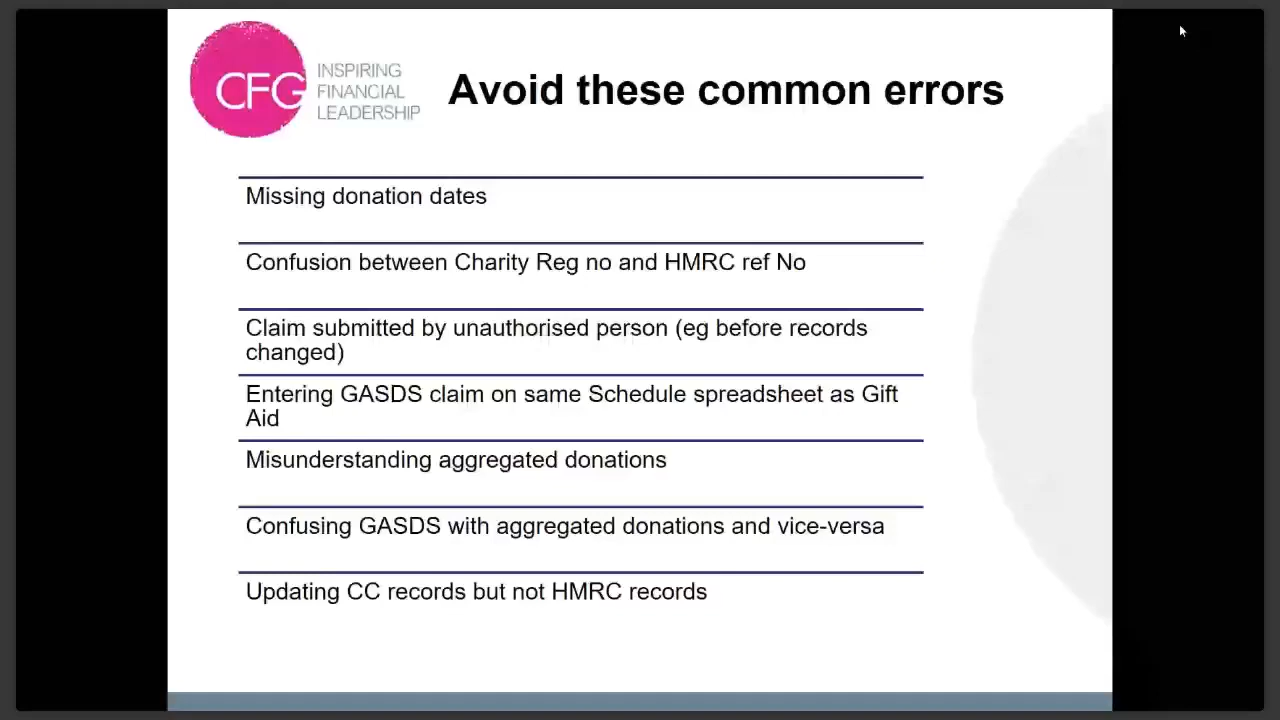 CFG
INSPIRING
FINANCIAL
LEADERSHIP
Avoid these common errors
Missing donation dates
Confusion between Charity Reg no and HMRC ref No
Claim submitted by unauthorised person (eg before records
changed)
Entering GASDS claim on same Schedule spreadsheet as Gift
Aid
Misunderstanding aggregated donations
Confusing GASDS with aggregated donations and vice-versa
Updating CC records but not HMRC records